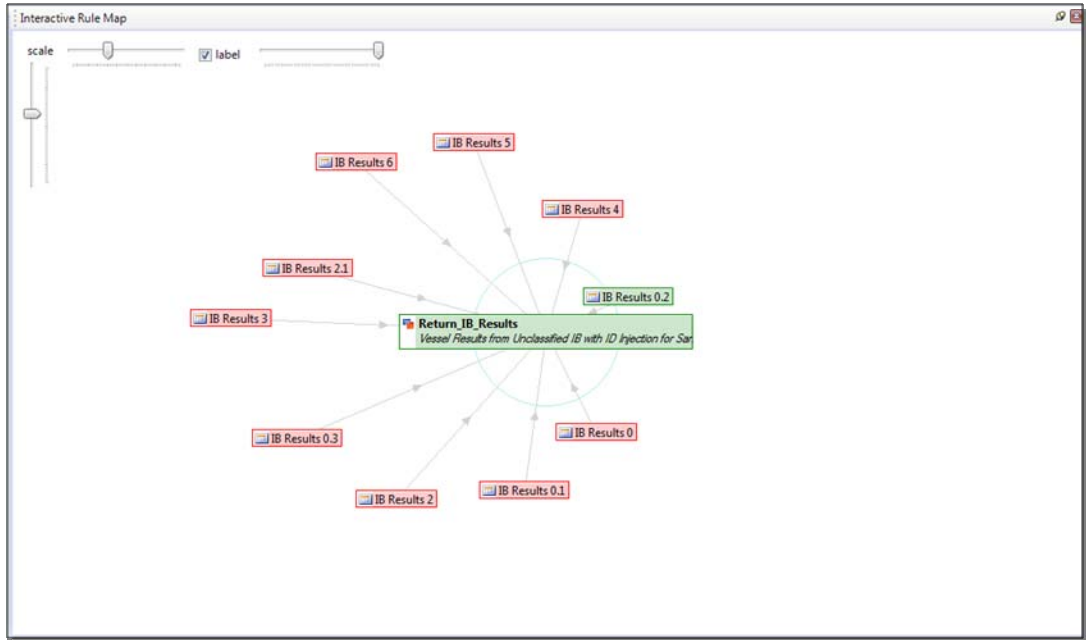 Interactive Rule Map
scale
label
IB Results 5
IB Results 6
IB Results 4
IB Results 2.1
IB Results 0.2
IB Results 3
Return_IB_Results
Vessel Results from Unclassified IB with ID Injection for Sar
IB Results 0
IB Results 0.3
IB Results 0.1
IB Results 2